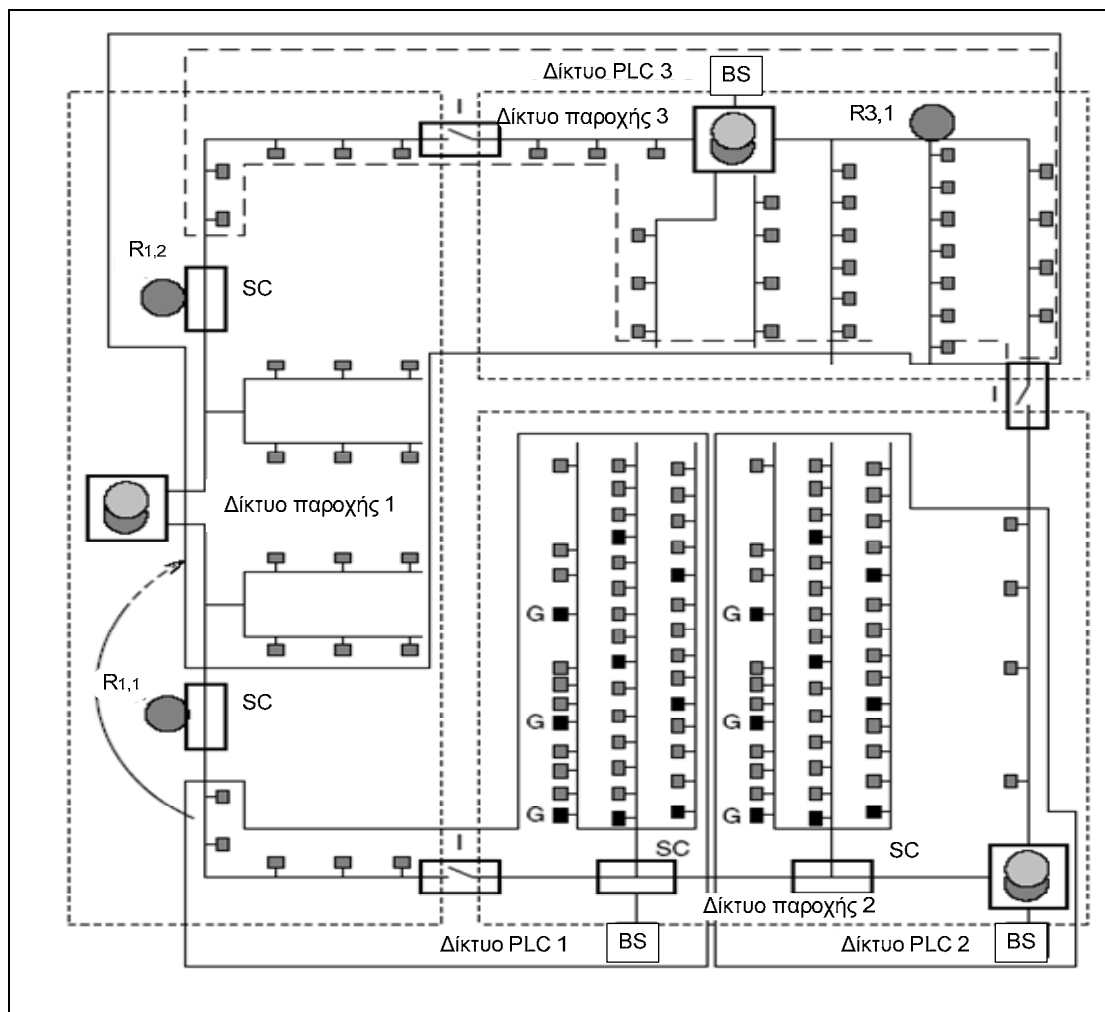 Δίκτυο PLC 3
BS
I
Δίκτυο παροχής 3
R3,1
R1,2
SC
I
Δίκτυο παροχής 1
G
G
R1,1
SC
G
G
G
G
I
SC
SC
Δίκτυο παροχής 2
Δίκτυο PLC 1
BS
Δίκτυο PLC 2
BS